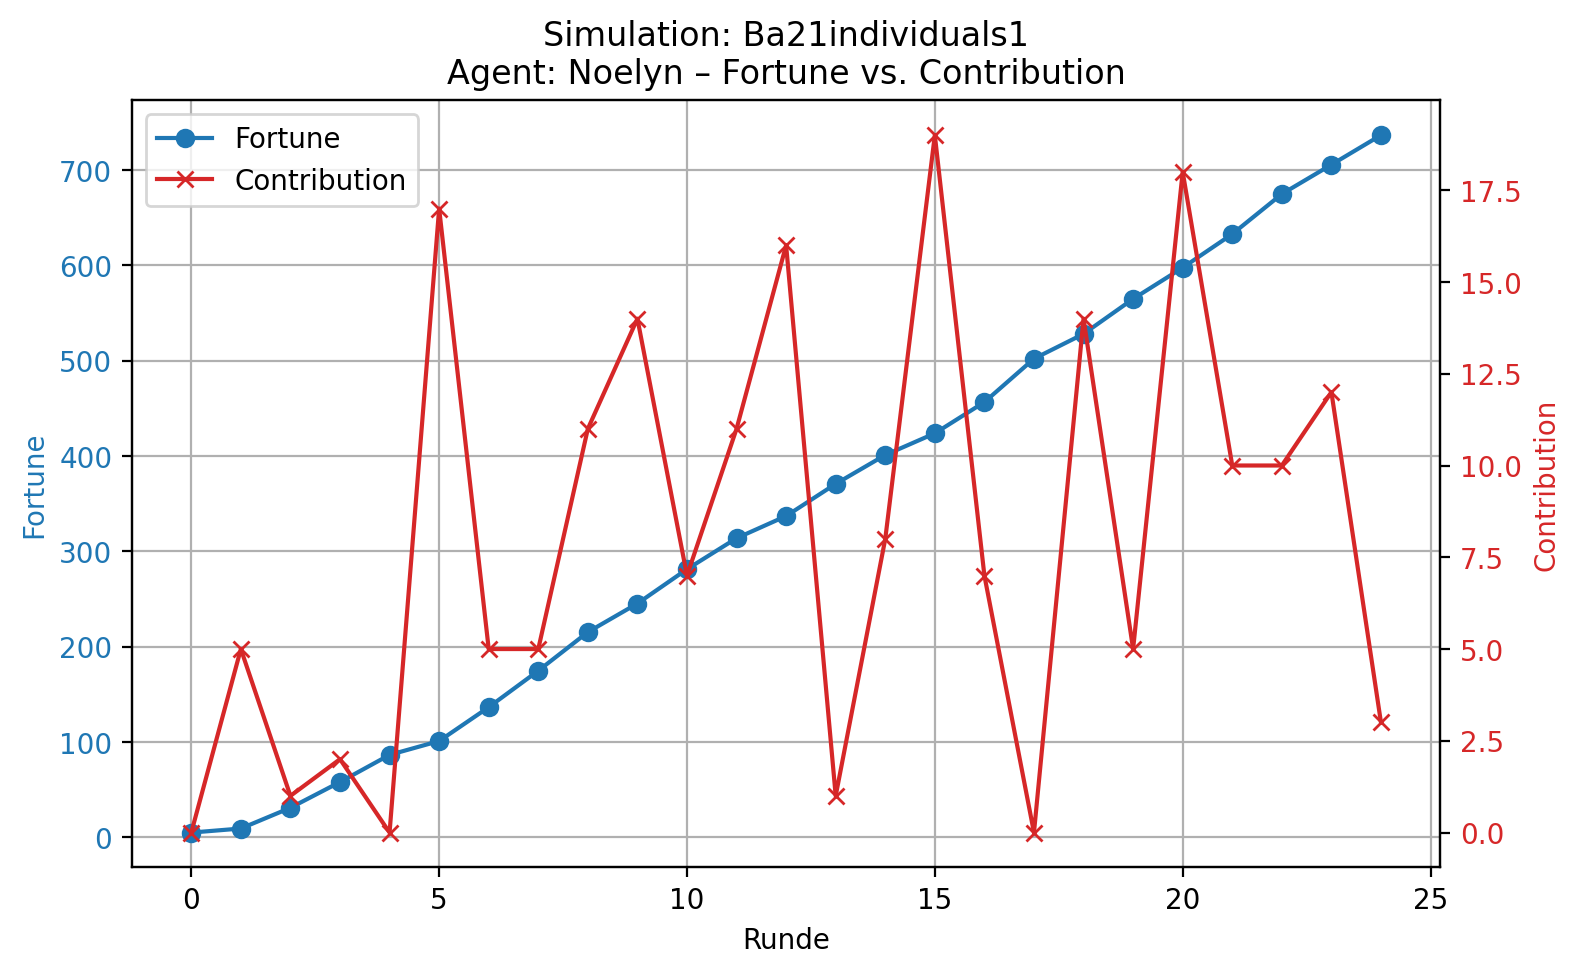 Simulation: Ba21individuals1
Agent: Noelyn – Fortune vs. Contribution
Fortune
Contribution
700
600
500
400
300
200
100
0
Fortune
17.5
15.0
12.5
10.0
7.5
5.0
2.5
0.0
Contribution
0 5 10 15 20 25
Runde